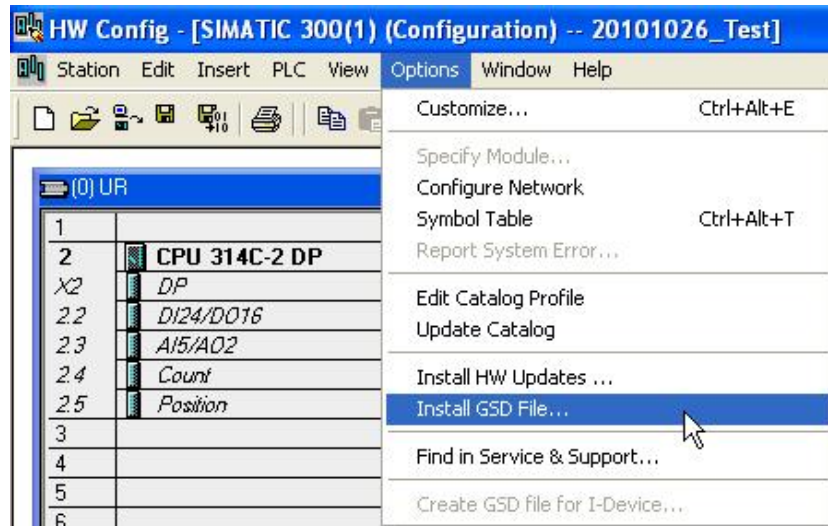 HW Config - [SIMATIC 300(1) (Configuration) -- 20101026_Test]
Station Edit Insert PLC View Options Window Help
Customize... Ctrl+Alt+E
Specify Module...
Configure Network
Symbol Table Ctrl+Alt+T
Report System Error...
Edit Catalog Profile
Update Catalog
Install HW Updates ...
Install GSD File...
Find in Service & Support...
Create GSD file for I-Device...
(0) UR
1
2 CPU 314C-2 DP
X2 DP
2.2 DI24/DO16
2.3 AI5/AO2
2.4 Count
2.5 Position
3
4
5
6